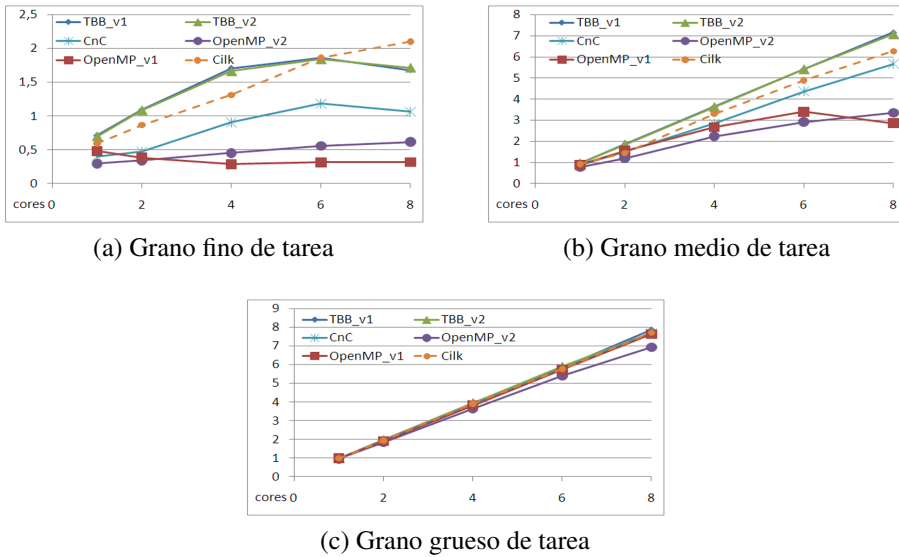 2,5
TBB_v1 TBB_v2
CnC OpenMP_v2
OpenMP_v1 Cilk
2
1,5
1
0,5
0
cores 0 2 4 6 8
(a) Grano fino de tarea
8
TBB_v1 TBB_v2
7
CnC OpenMP_v2
6
OpenMP_v1 Cilk
5
4
3
2
1
0
cores 0 2 4 6 8
(b) Grano medio de tarea
9
TBB_v1 TBB_v2
8
CnC OpenMP_v2
7
OpenMP_v1 Cilk
6
5
4
3
2
1
0
cores 0 2 4 6 8
(c) Grano grueso de tarea